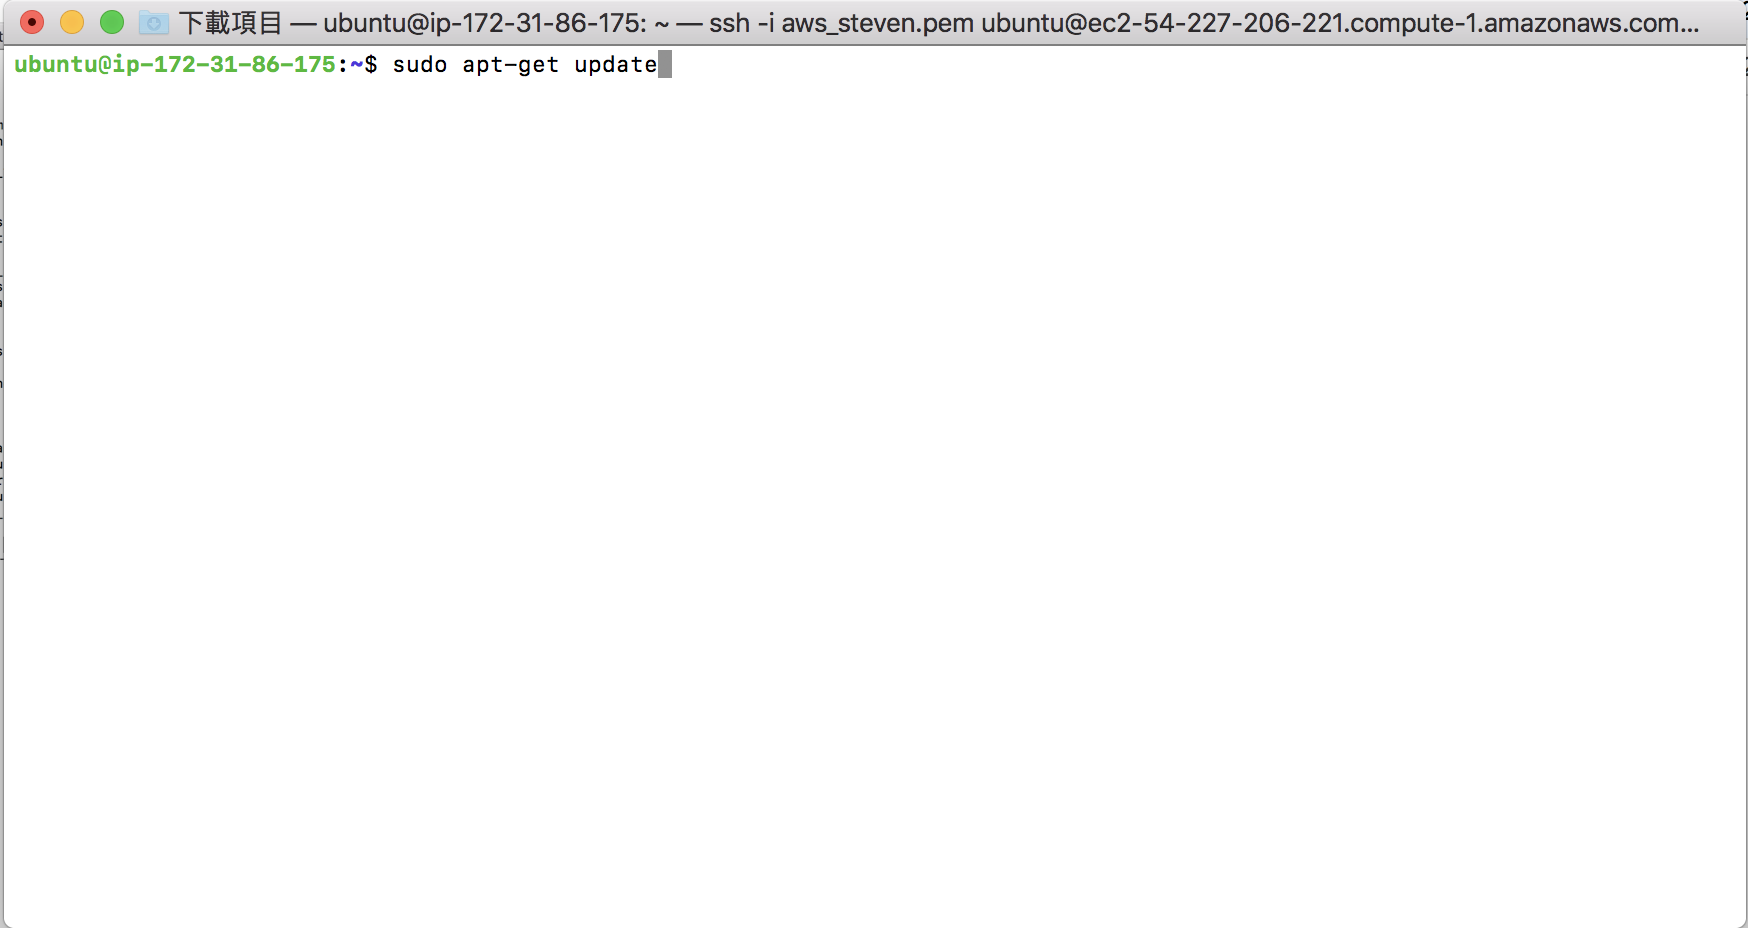 下載項目 — ubuntu@ip-172-31-86-175: ~ — ssh -i aws_steven.pem ubuntu@ec2-54-227-206-221.compute-1.amazonaws.com...
ubuntu@ip-172-31-86-175:~$ sudo apt-get update